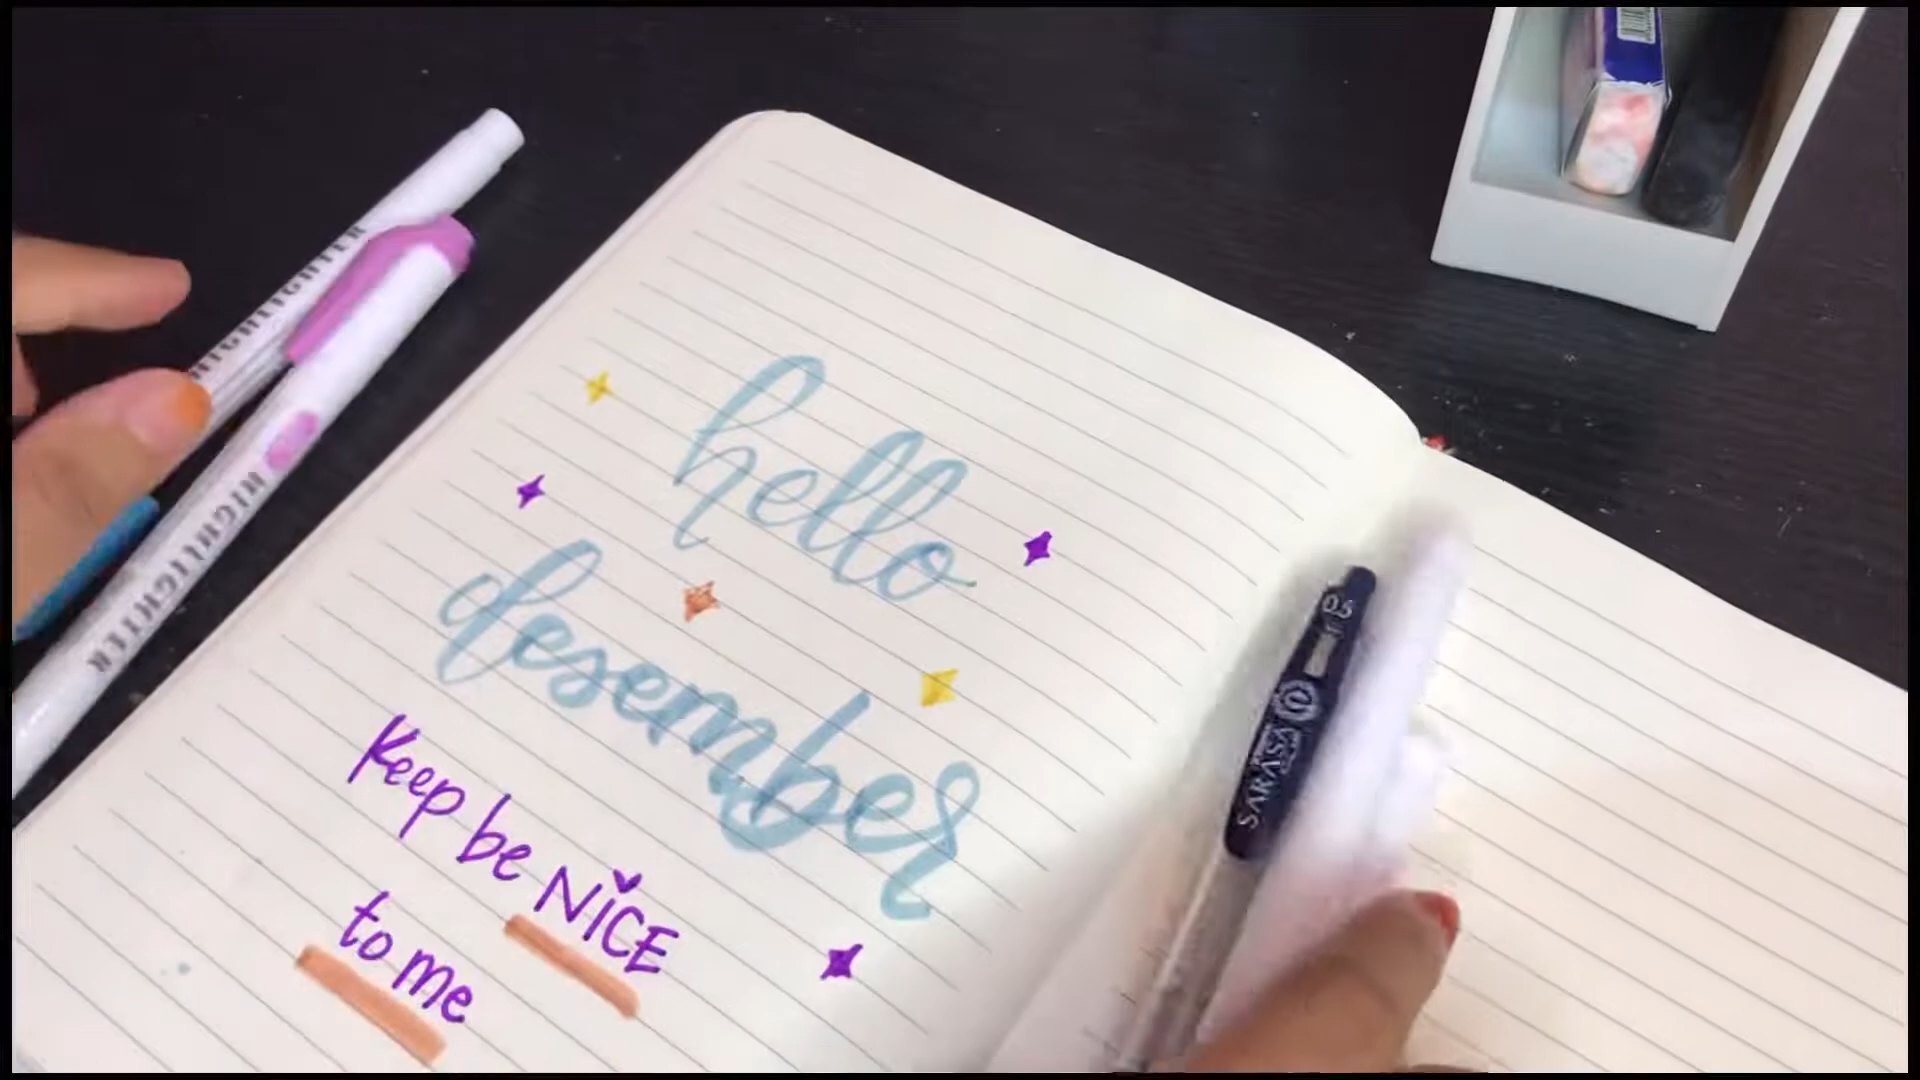 hello
desember
Keep be NICE
to me
HIGHLIGHTER
HIGHLIGHTER
0.5
SARASA